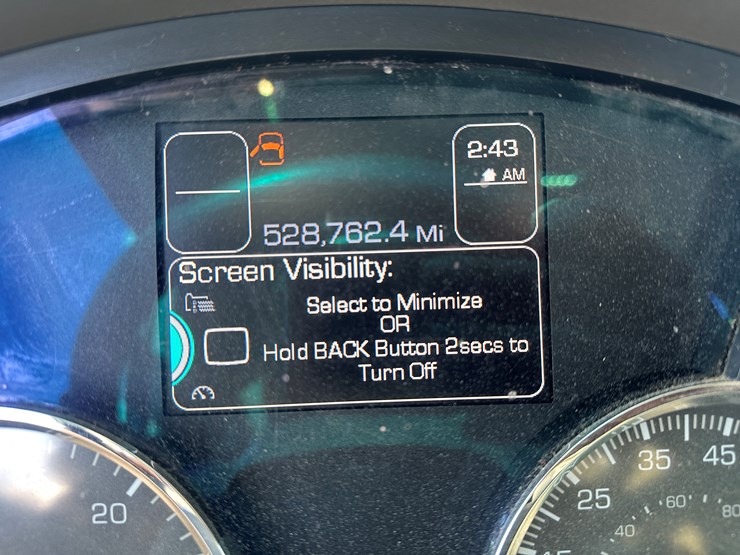 2:43
AM
528,762.4 Mi
Screen Visibility:
Select to Minimize
OR
Hold BACK Button 2secs to
Turn Off
20
25
35
45
40
60
80